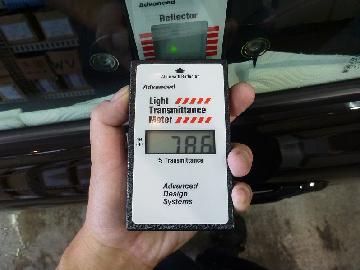 Advanced
Reflector
Advanced
Light
Transmittance
Meter
78.6
% Transmittance
Advanced
Design
Systems